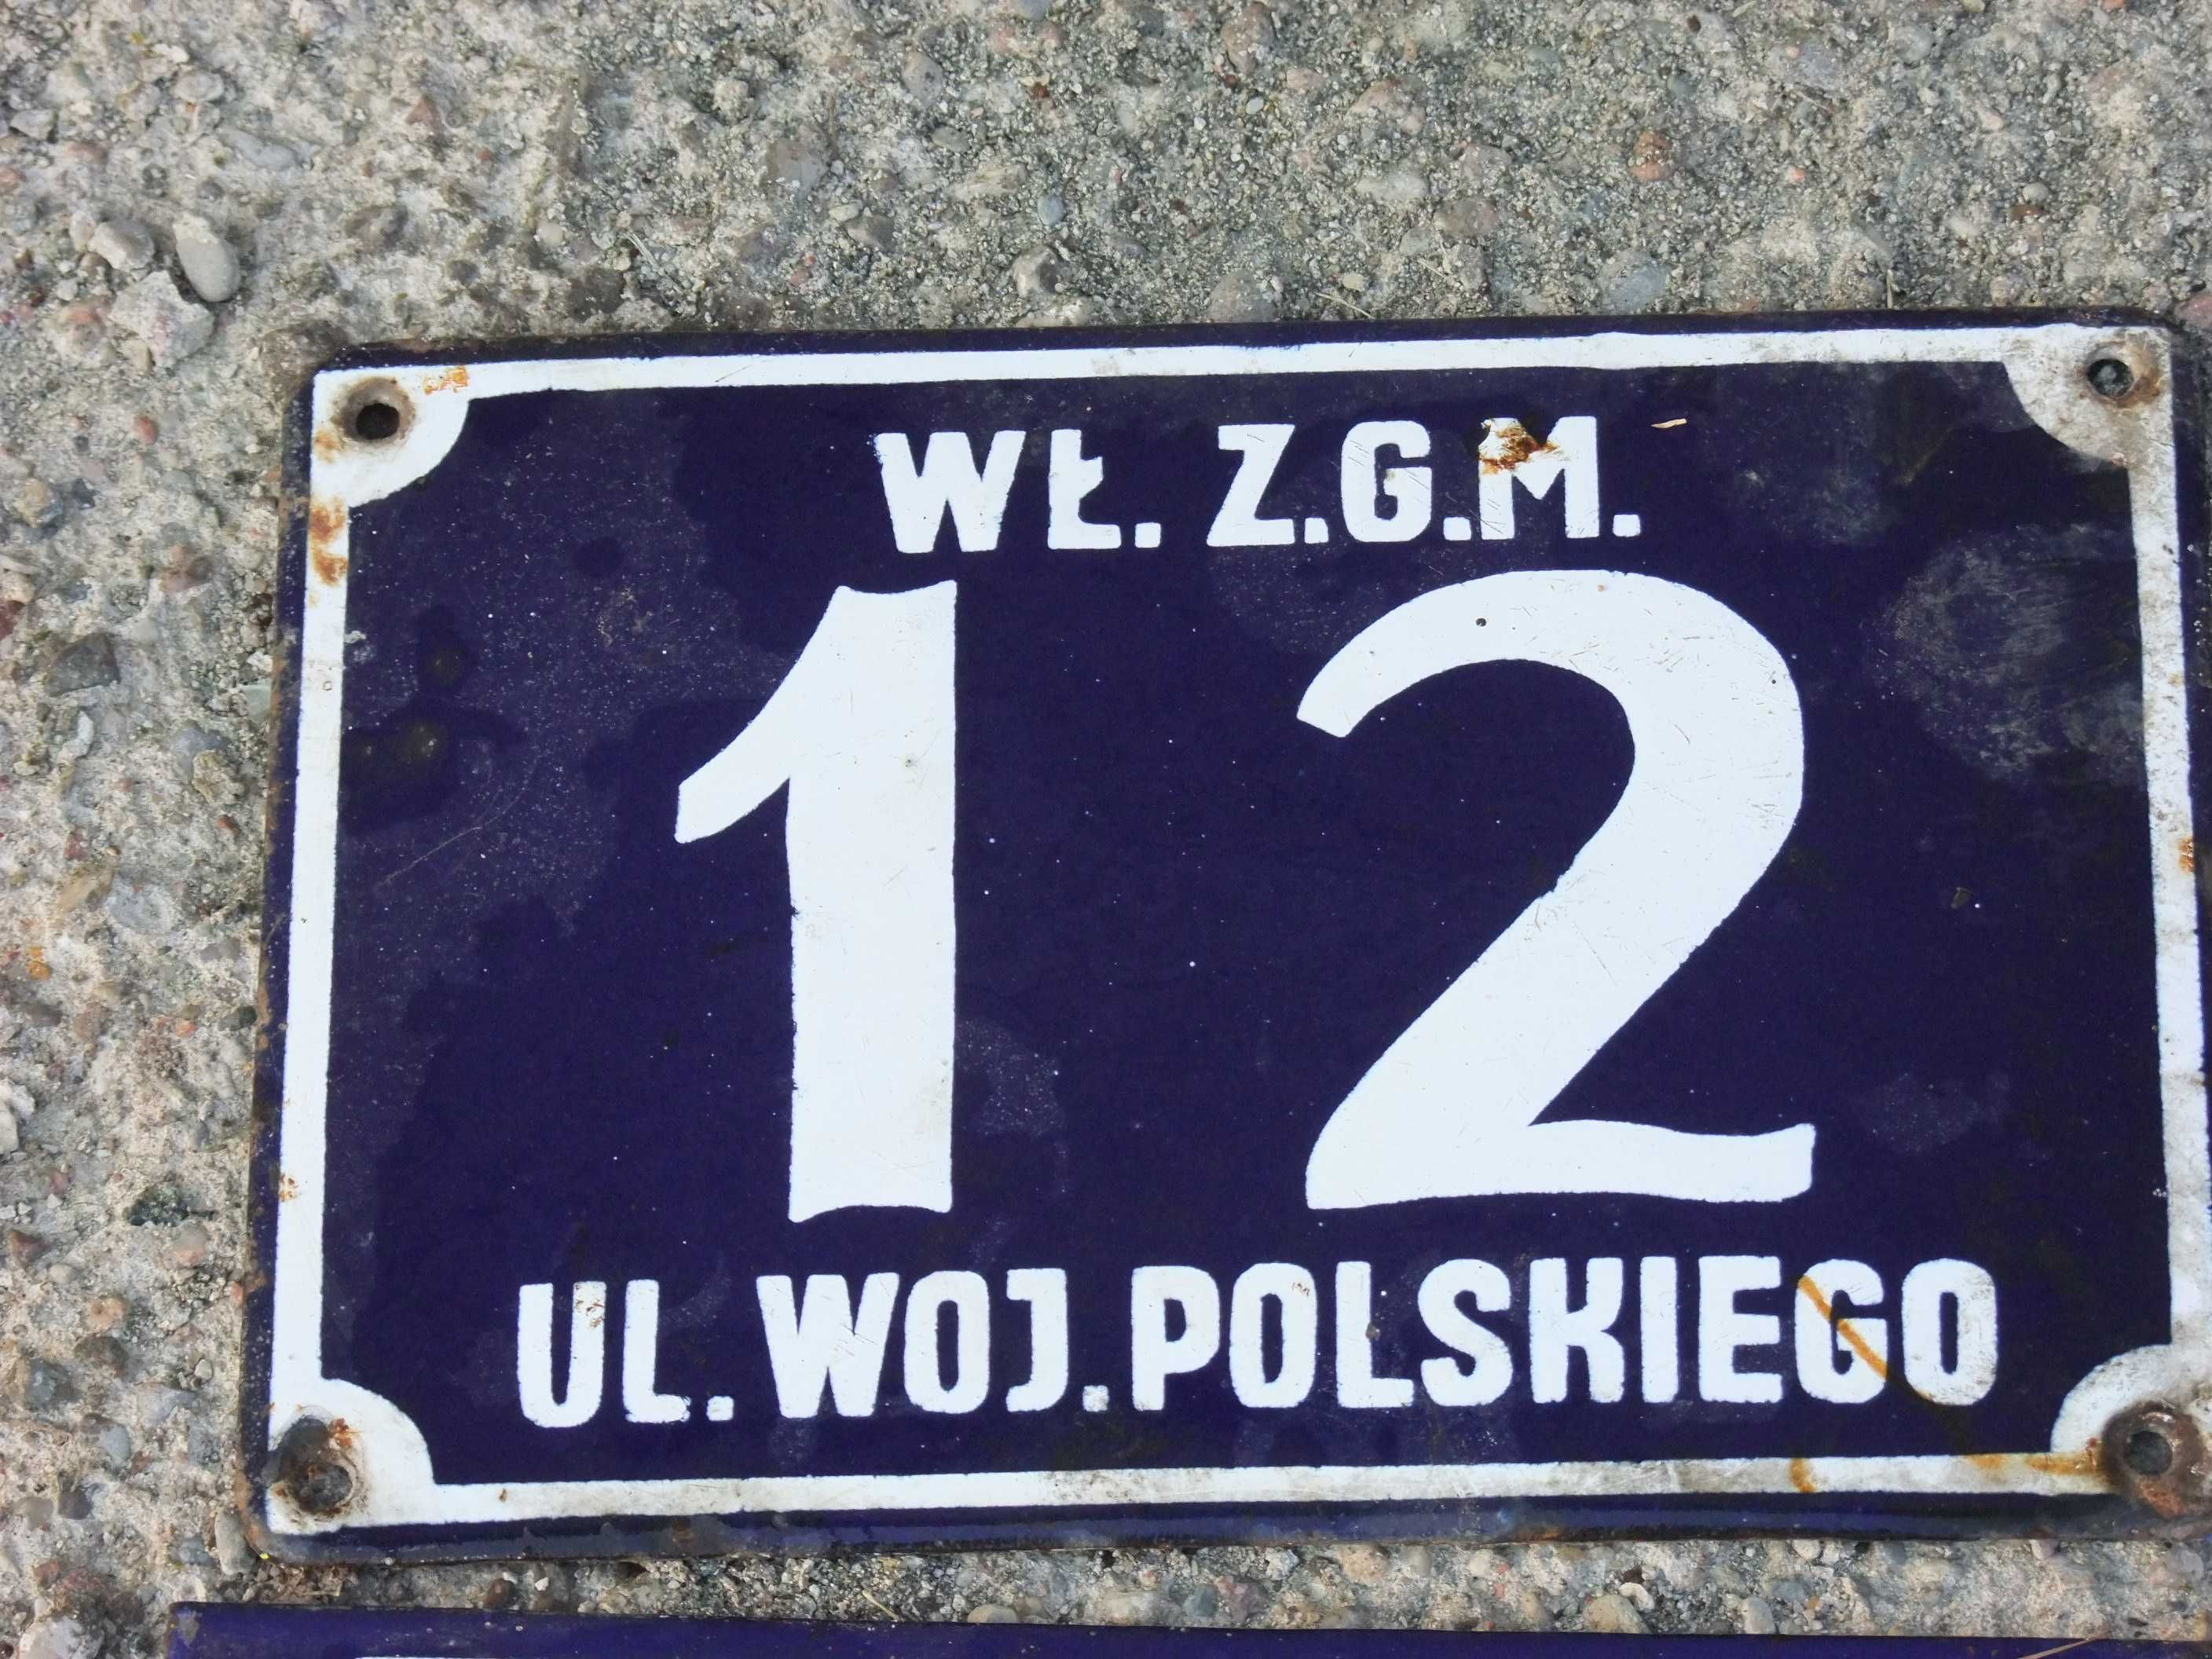 WŁ. Z.G.M.
12
UL. WOJ. POLSKIEGO